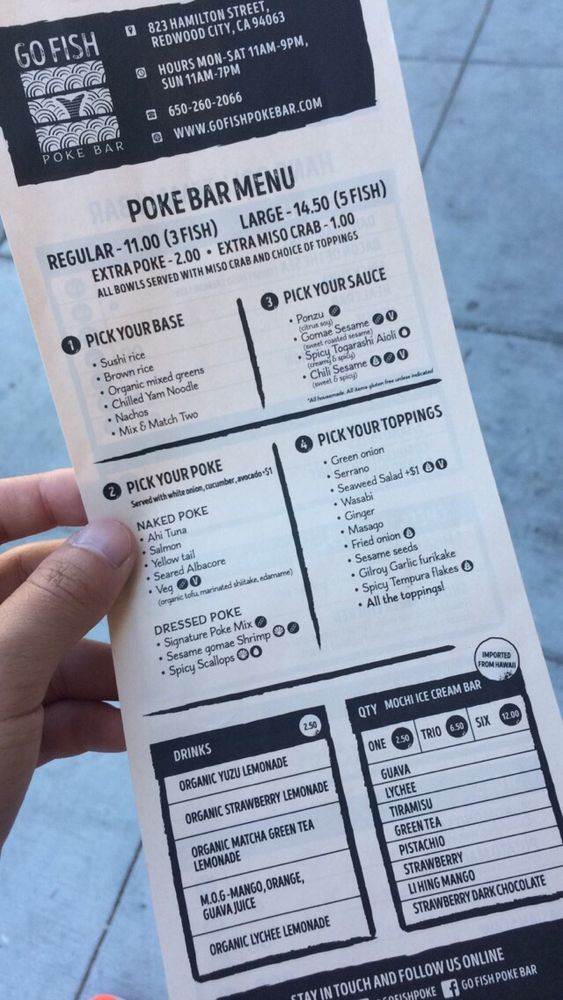 GO FISH
POKE BAR
823 HAMILTON STREET,
REDWOOD CITY, CA 94063
HOURS MON-SAT 11AM-9PM,
SUN 11AM-7PM
650-260-2066
WWW.GOFISHPOKEBAR.COM
POKE BAR MENU
REGULAR - 11.00 (3 FISH) LARGE - 14.50 (5 FISH)
EXTRA POKE - 2.00 • EXTRA MISO CRAB - 1.00
ALL BOWLS SERVED WITH MISO CRAB AND CHOICE OF TOPPINGS
1 PICK YOUR BASE
• Sushi rice
• Brown rice
• Organic mixed greens
• Chilled Yam Noodle
• Nachos
• Mix & Match Two
3 PICK YOUR SAUCE
• Ponzu
(citrus soy)
• Gomae Sesame V
(sweet roasted sesame)
• Spicy Togarashi Aioli
(creamy & spicy)
• Chili Sesame V
(sweet & spicy)
*All housemade. All items gluten free unless indicated
2 PICK YOUR POKE
Served with white onion, cucumber, avocado +$1
NAKED POKE
• Ahi Tuna
• Salmon
• Yellow tail
• Seared Albacore
• Veg V
(organic tofu, marinated shiitake, edamame)
DRESSED POKE
• Signature Poke Mix
• Sesame gomae Shrimp
• Spicy Scallops
4 PICK YOUR TOPPINGS
• Green onion
• Serrano
• Seaweed Salad +$1 V
• Wasabi
• Ginger
• Masago
• Fried onion
• Sesame seeds
• Gilroy Garlic furikake
• Spicy Tempura flakes
• All the toppings!
DRINKS 2.50
ORGANIC YUZU LEMONADE
ORGANIC STRAWBERRY LEMONADE
ORGANIC MATCHA GREEN TEA
LEMONADE
M.O.G - MANGO, ORANGE,
GUAVA JUICE
ORGANIC LYCHEE LEMONADE
IMPORTED
FROM HAWAII
QTY MOCHI ICE CREAM BAR
ONE 2.50 TRIO 6.50 SIX 12.00
GUAVA
LYCHEE
TIRAMISU
GREEN TEA
PISTACHIO
STRAWBERRY
LI HING MANGO
STRAWBERRY DARK CHOCOLATE
STAY IN TOUCH AND FOLLOW US ONLINE
f GO FISH POKE BAR